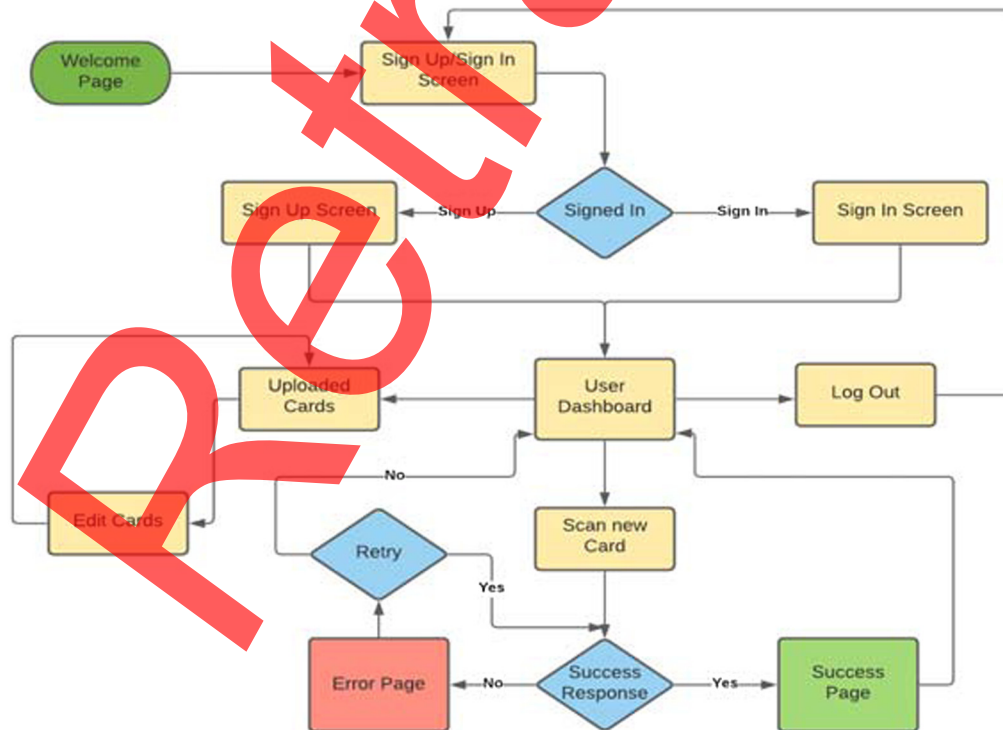 Welcome
Page
Sign Up/Sign In
Screen
Sign Up Screen
Sign Up
Signed In
Sign In
Sign In Screen
Uploaded
Cards
User
Dashboard
Log Out
No
Edit Cards
Retry
Scan new
Card
Yes
Error Page
No
Success
Response
Yes
Success
Page